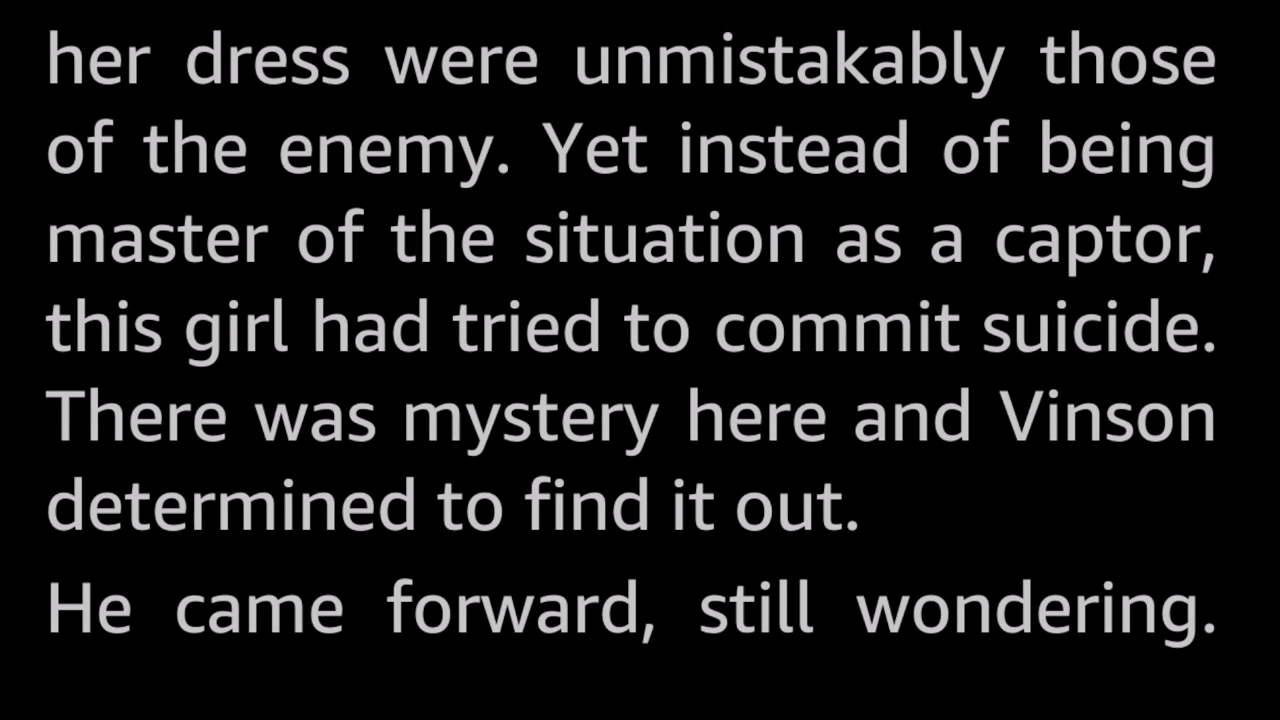 her dress were unmistakably those
of the enemy. Yet instead of being
master of the situation as a captor,
this girl had tried to commit suicide.
There was mystery here and Vinson
determined to find it out.
He came forward, still wondering.